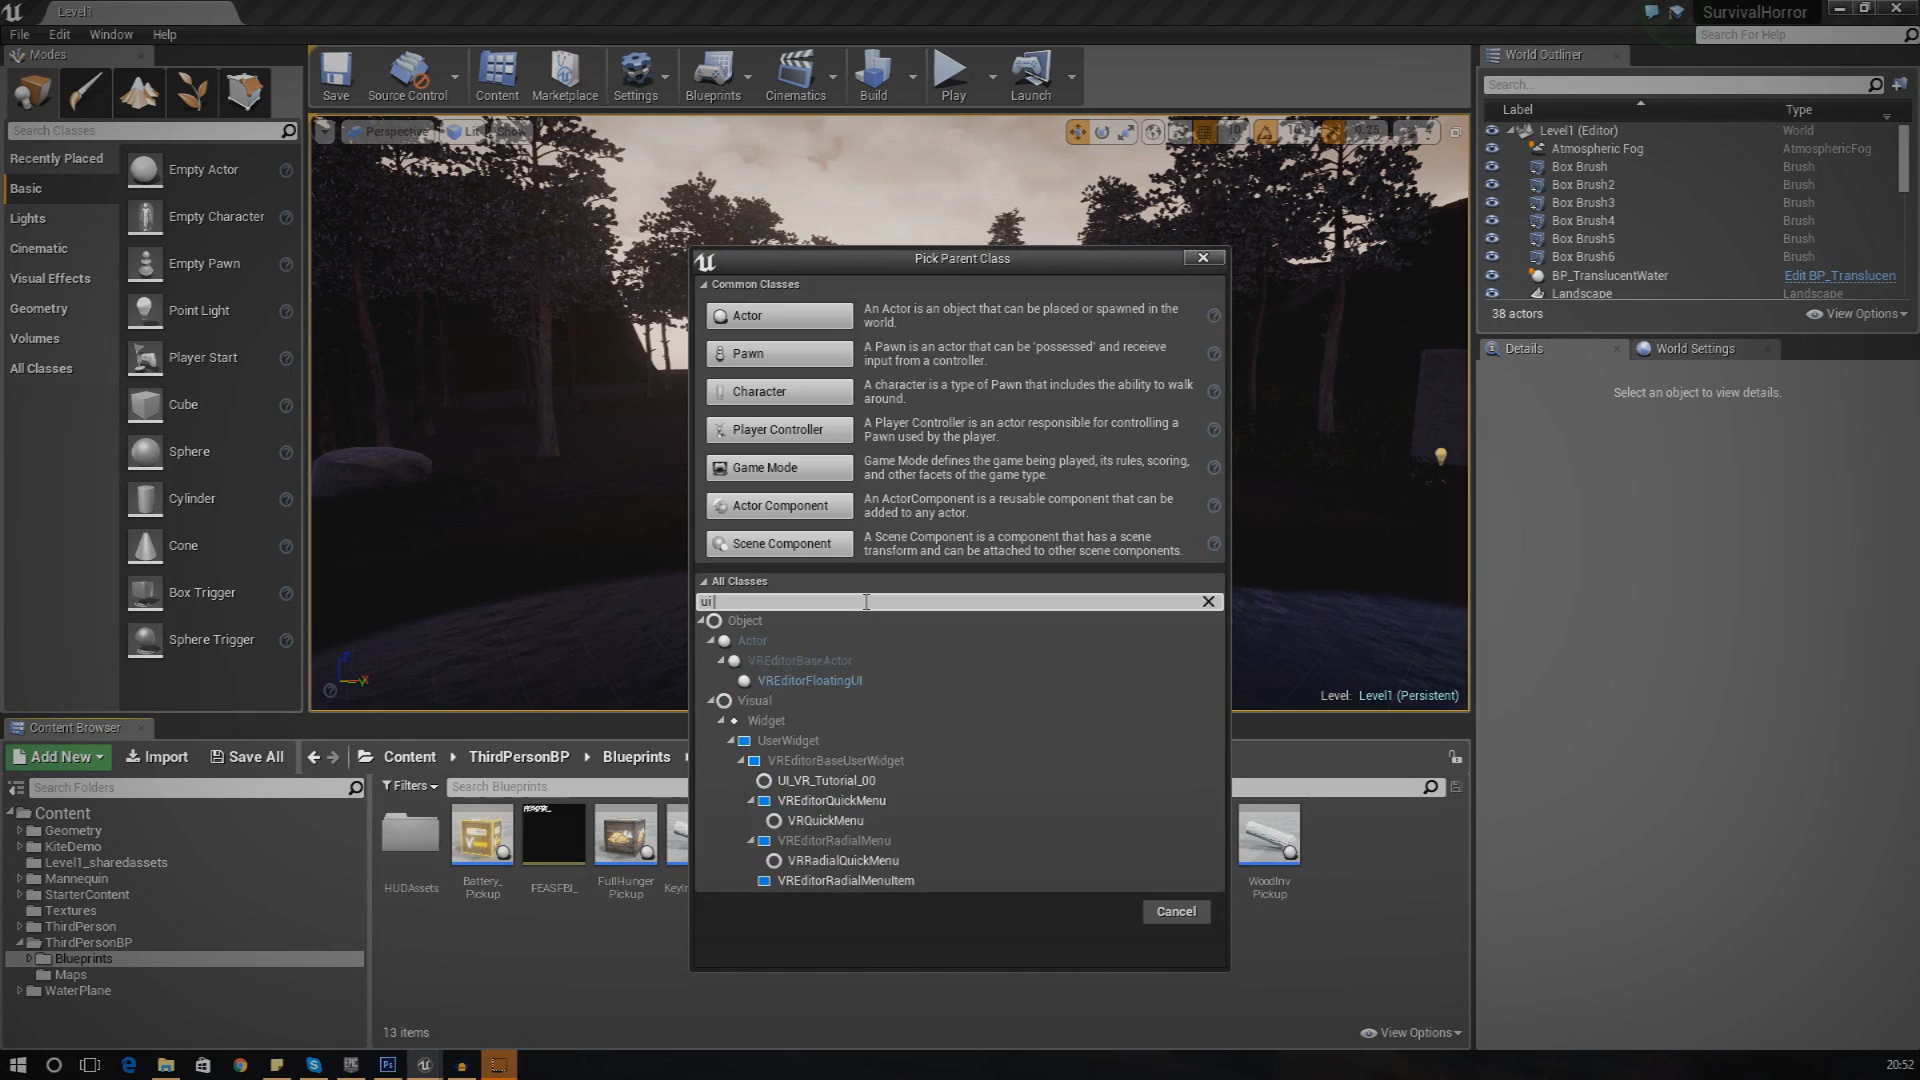 Level1
SurvivalHorror
File Edit Window Help
Search For Help
Modes
Save
Source Control
Content
Marketplace
Settings
Blueprints
Cinematics
Build
Play
Launch
Search Classes
Recently Placed
Basic
Lights
Cinematic
Visual Effects
Geometry
Volumes
All Classes
Empty Actor
Empty Character
Empty Pawn
Point Light
Player Start
Cube
Sphere
Cylinder
Cone
Box Trigger
Sphere Trigger
Perspective
Lit
Show
10
10
0.25
4
Level: Level1 (Persistent)
Pick Parent Class
Common Classes
Actor
An Actor is an object that can be placed or spawned in the
world.
Pawn
A Pawn is an actor that can be 'possessed' and receieve
input from a controller.
Character
A character is a type of Pawn that includes the ability to walk
around.
Player Controller
A Player Controller is an actor responsible for controlling a
Pawn used by the player.
Game Mode
Game Mode defines the game being played, its rules, scoring,
and other facets of the game type.
Actor Component
An ActorComponent is a reusable component that can be
added to any actor.
Scene Component
A Scene Component is a component that has a scene
transform and can be attached to other scene components.
All Classes
ui
Object
Actor
VREditorBaseActor
VREditorFloatingUI
Visual
Widget
UserWidget
VREditorBaseUserWidget
UI_VR_Tutorial_00
VREditorQuickMenu
VRQuickMenu
VREditorRadialMenu
VRRadialQuickMenu
VREditorRadialMenuItem
Cancel
World Outliner
Search...
Label Type
Level1 (Editor) World
Atmospheric Fog AtmosphericFog
Box Brush Brush
Box Brush2 Brush
Box Brush3 Brush
Box Brush4 Brush
Box Brush5 Brush
Box Brush6 Brush
BP_TranslucentWater Edit BP_Translucen
Landscape Landscape
38 actors
View Options
Details
World Settings
Select an object to view details.
Content Browser
Add New
Import
Save All
Content
ThirdPersonBP
Blueprints
Search Folders
Filters
Search Blueprints
Content
Geometry
KiteDemo
Level1_sharedassets
Mannequin
StarterContent
Textures
ThirdPerson
ThirdPersonBP
Blueprints
Maps
WaterPlane
HUDAssets
Battery_
Pickup
FEASFBI_
FullHunger
Pickup
WoodInv
Pickup
13 items
View Options
20:52